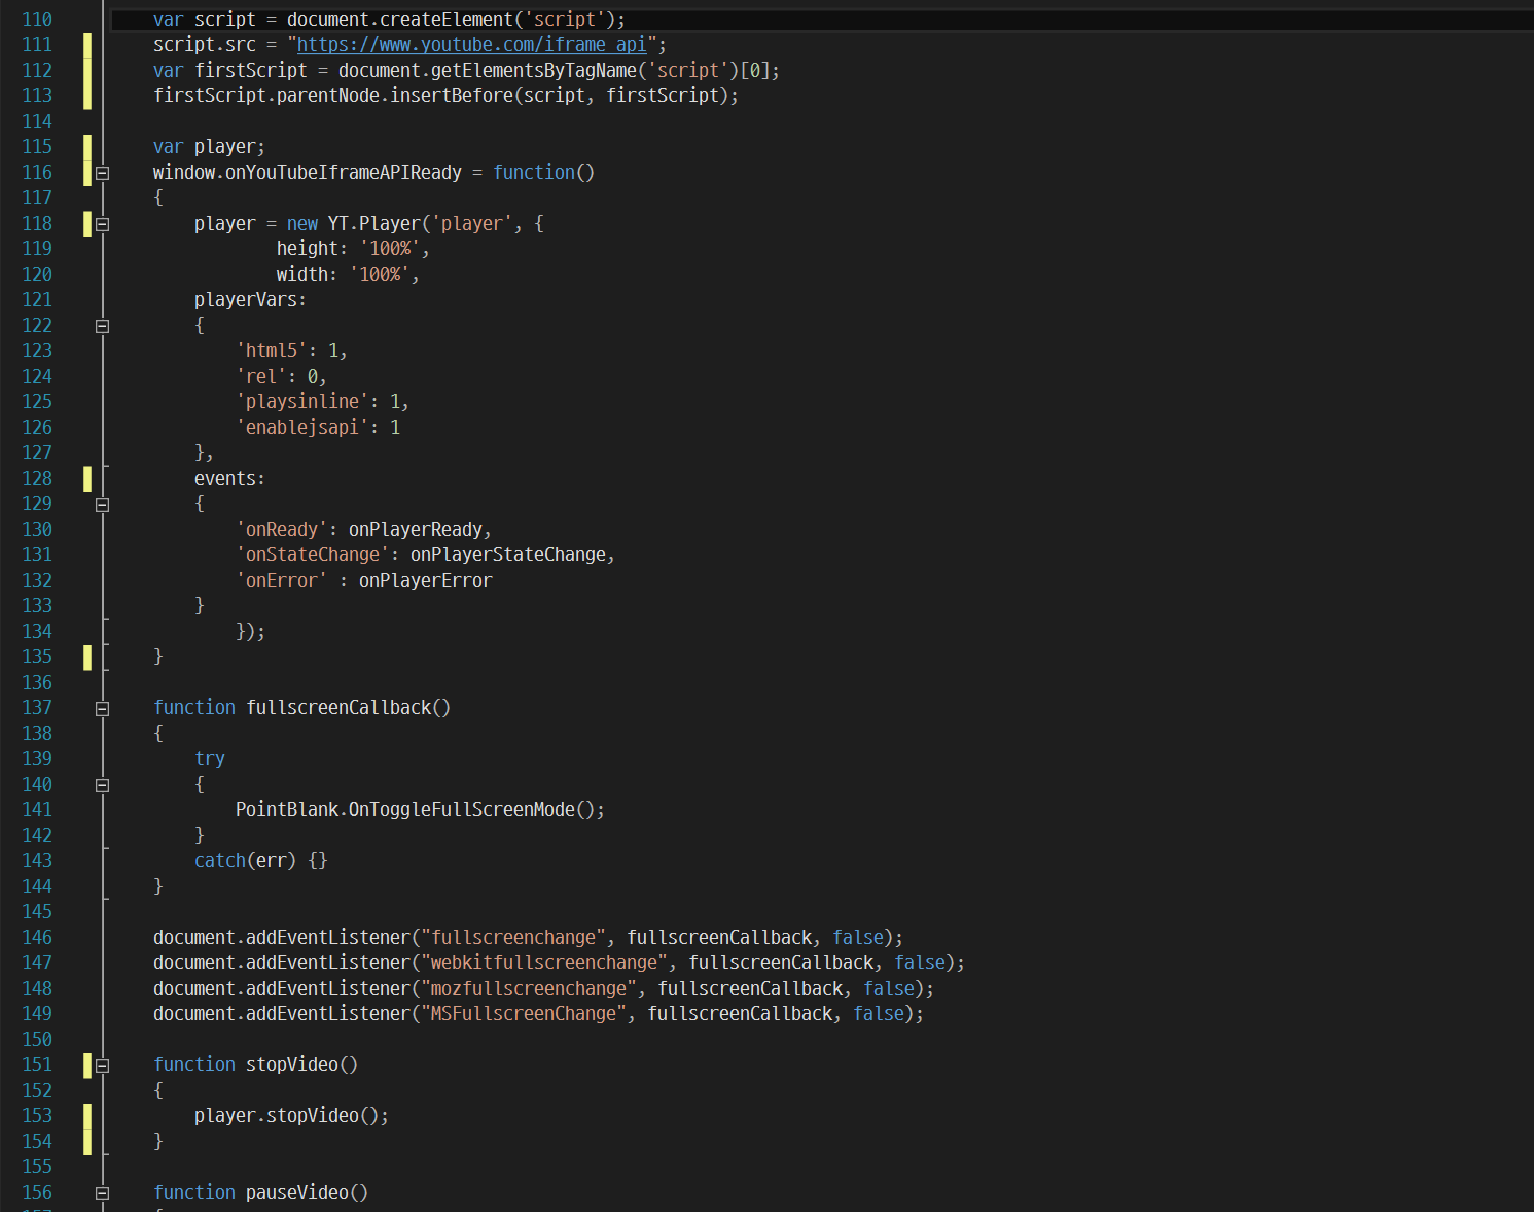 110 var script = document.createElement('script');
111 script.src = "https://www.youtube.com/iframe_api";
112 var firstScript = document.getElementsByTagName('script')[0];
113 firstScript.parentNode.insertBefore(script, firstScript);
114
115 var player;
116 window.onYouTubeIframeAPIReady = function()
117 {
118 player = new YT.Player('player', {
119 height: '100%',
120 width: '100%',
121 playerVars:
122 {
123 'html5': 1,
124 'rel': 0,
125 'playsinline': 1,
126 'enablejsapi': 1
127 },
128 events:
129 {
130 'onReady': onPlayerReady,
131 'onStateChange': onPlayerStateChange,
132 'onError' : onPlayerError
133 }
134 });
135 }
136
137 function fullscreenCallback()
138 {
139 try
140 {
141 PointBlank.OnToggleFullScreenMode();
142 }
143 catch(err) {}
144 }
145
146 document.addEventListener("fullscreenchange", fullscreenCallback, false);
147 document.addEventListener("webkitfullscreenchange", fullscreenCallback, false);
148 document.addEventListener("mozfullscreenchange", fullscreenCallback, false);
149 document.addEventListener("MSFullscreenChange", fullscreenCallback, false);
150
151 function stopVideo()
152 {
153 player.stopVideo();
154 }
155
156 function pauseVideo()